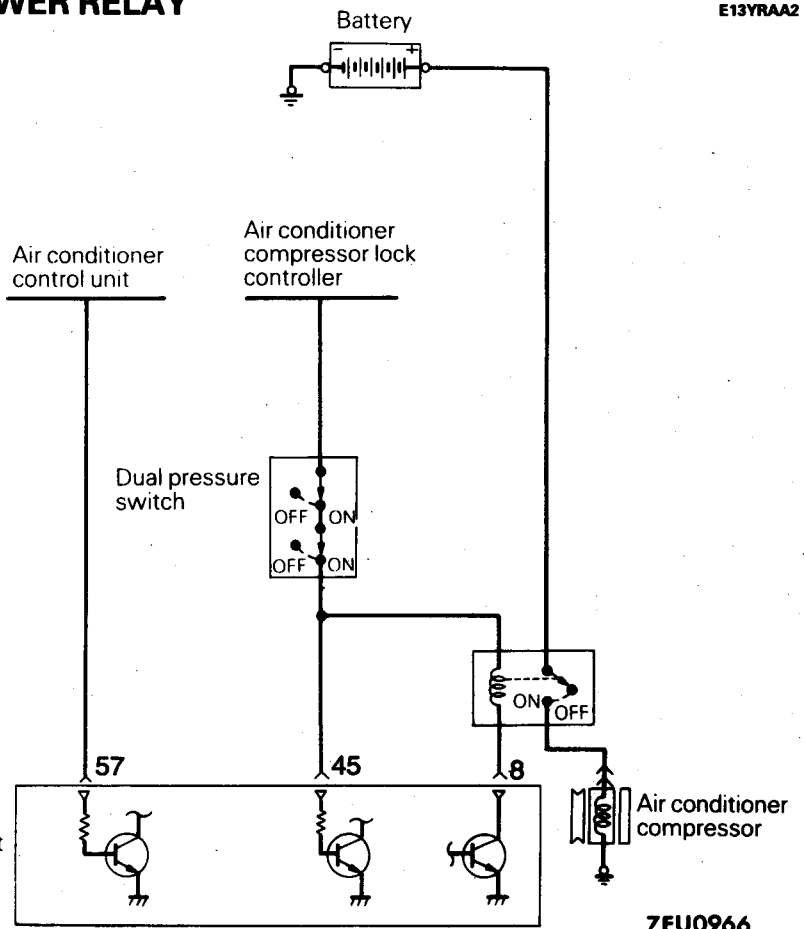 WER RELAY
E13YRAA2
Battery
- +
Air conditioner
control unit
Air conditioner
compressor lock
controller
Dual pressure
switch
OFF ON
OFF ON
ON OFF
57
45
8
Air conditioner
compressor
t
7FU0966